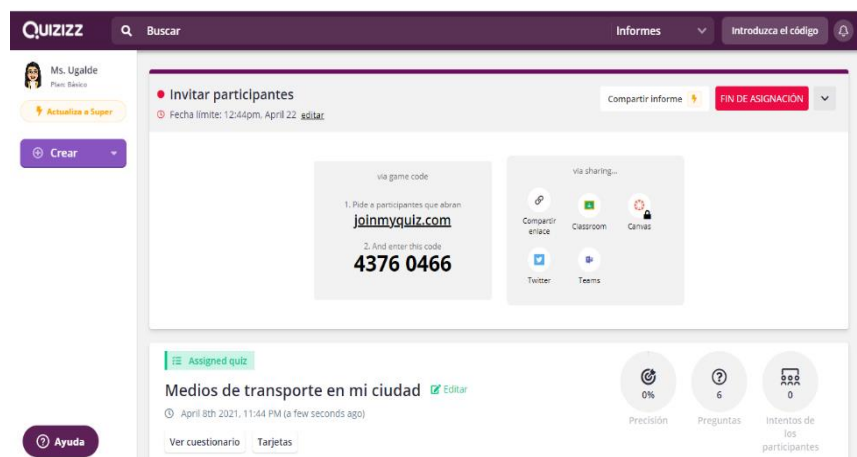 QUIZIZZ
Buscar
Informes
Introduzca el código
Ms. Ugalde
Plan: Básico
Actualiza a Super
Crear
Invitar participantes
Fecha límite: 12:44pm, April 22 editar
Compartir informe
FIN DE ASIGNACIÓN
via game code
1. Pide a participantes que abran
joinmyquiz.com
2. And enter this code
4376 0466
via sharing...
Compartir
enlace
Classroom
Canvas
Twitter
Teams
Assigned quiz
Medios de transporte en mi ciudad Editar
April 8th 2021, 11:44 PM (a few seconds ago)
Ver cuestionario
Tarjetas
0%
Precisión
6
Preguntas
0
Intentos de
los
participantes
Ayuda